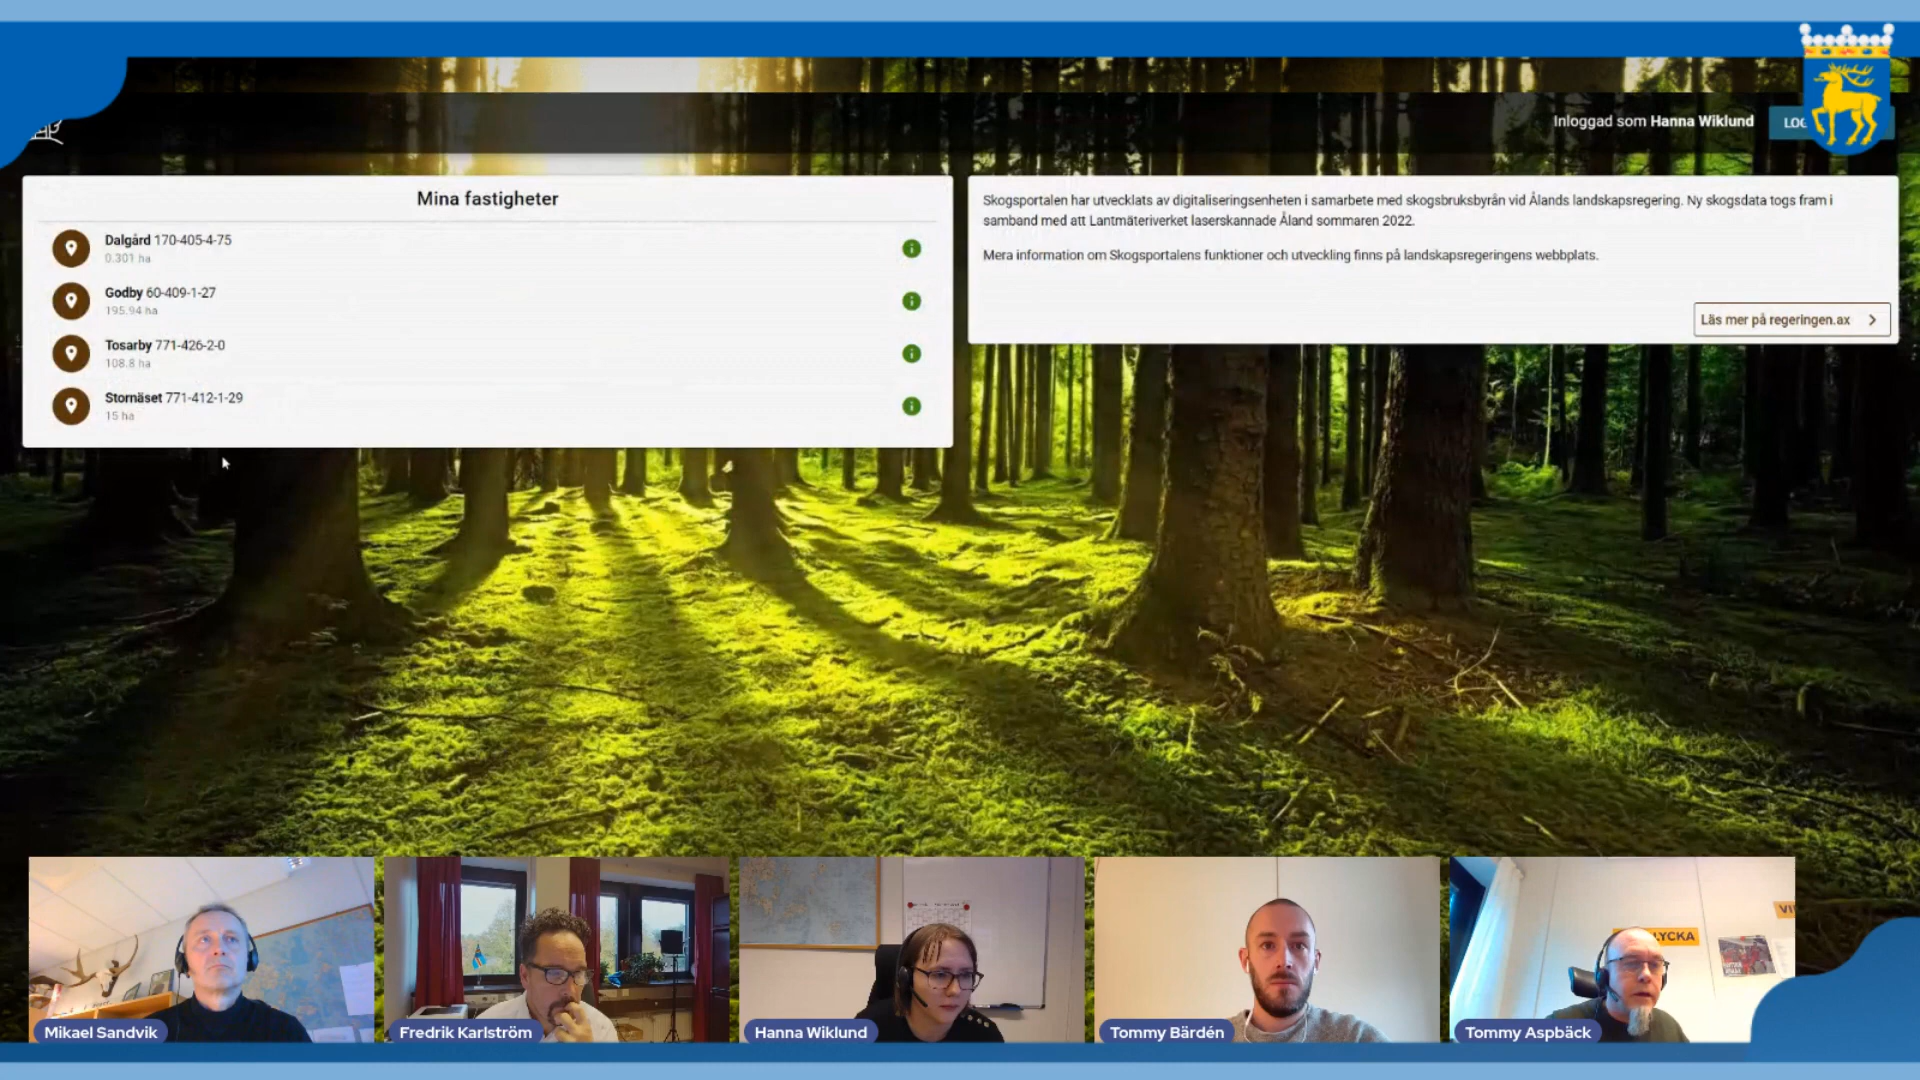 Inloggad som Hanna Wiklund
LOG
Mina fastigheter
Dalgård 170-405-4-75
0.301 ha
Godby 60-409-1-27
195.94 ha
Tosarby 771-426-2-0
108.8 ha
Stornäset 771-412-1-29
15 ha
Skogsportalen har utvecklats av digitaliseringsenheten i samarbete med skogsbruksbyrån vid Ålands landskapsregering. Ny skogsdata togs fram i
samband med att Lantmäteriverket laserskannade Åland sommaren 2022.
Mera information om Skogsportalens funktioner och utveckling finns på landskapsregeringens webbplats.
Läs mer på regeringen.ax
LYCKA
Mikael Sandvik
Fredrik Karlström
Hanna Wiklund
Tommy Bärdén
Tommy Aspbäck